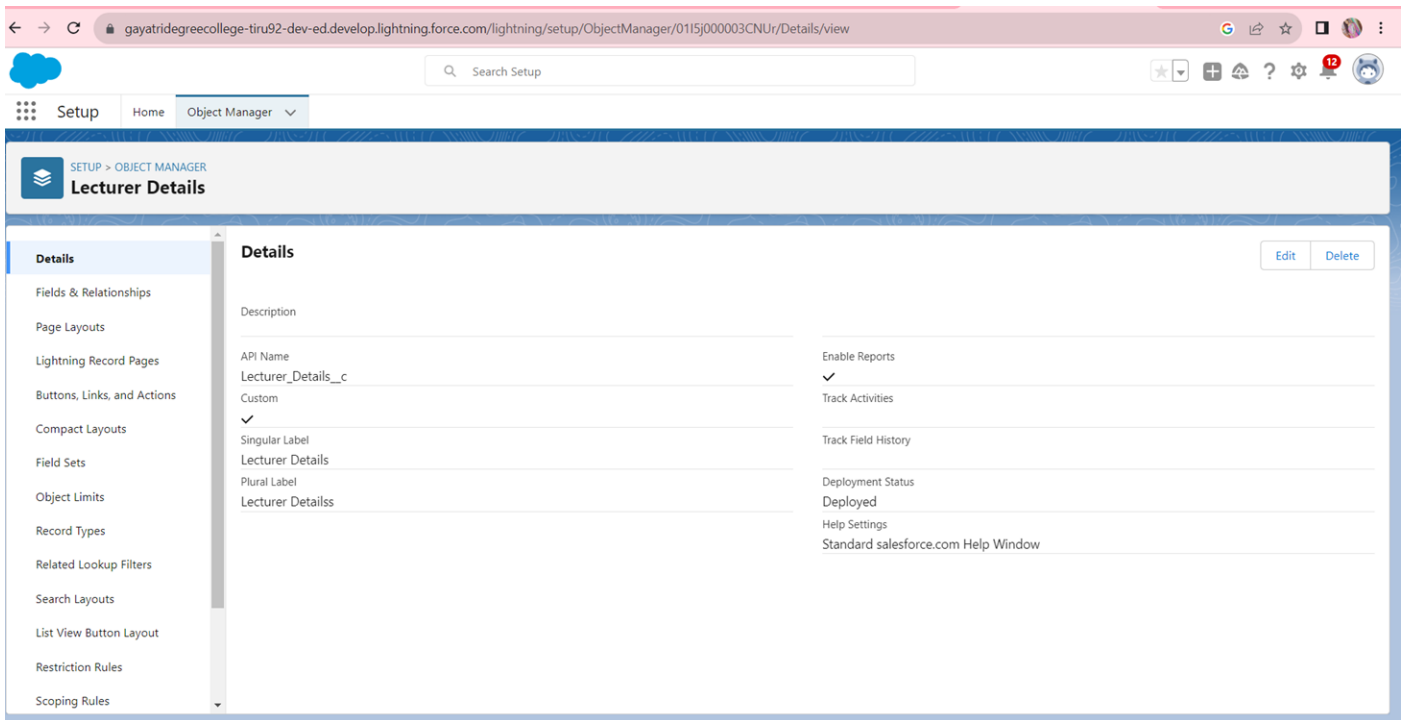 gayatridegreecollege-tiru92-dev-ed.develop.lightning.force.com/lightning/setup/ObjectManager/01I5j000003CNUr/Details/view
Search Setup
12
Setup Home Object Manager
SETUP > OBJECT MANAGER
Lecturer Details
Details
Fields & Relationships
Page Layouts
Lightning Record Pages
Buttons, Links, and Actions
Compact Layouts
Field Sets
Object Limits
Record Types
Related Lookup Filters
Search Layouts
List View Button Layout
Restriction Rules
Scoping Rules
Details
Edit Delete
Description
API Name
Lecturer_Details__c
Custom
Singular Label
Lecturer Details
Plural Label
Lecturer Detailss
Enable Reports
Track Activities
Track Field History
Deployment Status
Deployed
Help Settings
Standard salesforce.com Help Window